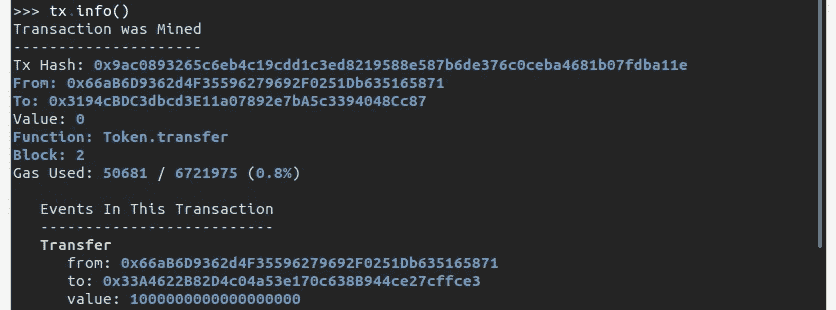 >>> tx.info()
Transaction was Mined
---------------------
Tx Hash: 0x9ac0893265c6eb4c19cdd1c3ed8219588e587b6de376c0ceba4681b07fdba11e
From: 0x66aB6D9362d4F35596279692F0251Db635165871
To: 0x3194cBDC3dbcd3E11a07892e7bA5c3394048Cc87
Value: 0
Function: Token.transfer
Block: 2
Gas Used: 50681 / 6721975 (0.8%)
Events In This Transaction
--------------------------
Transfer
from: 0x66aB6D9362d4F35596279692F0251Db635165871
to: 0x33A4622B82D4c04a53e170c638B944ce27cffce3
value: 1000000000000000000